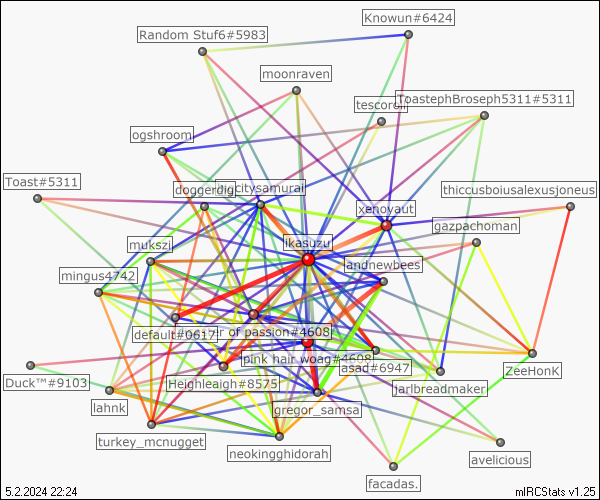 Knowun#6424
Random Stuf6#5983
moonraven
tescoroll
ToastephBroseph5311#5311
ogshroom
Toast#5311
doggerdig
citysamurai
thiccusboiusalexusjoneus
xenovaut
gazpachoman
ikasuzu
mukszi
andnewbees
mingus4742
default#0617
r of passion#4608
pink hair woag#4608
asad#6947
ZeeHonK
Duck™#9103
Heighleaigh#8575
jarlbreadmaker
lahnk
gregor_samsa
turkey_mcnugget
neokingghidorah
avelicious
facadas.
5.2.2024 22:24
mIRCStats v1.25